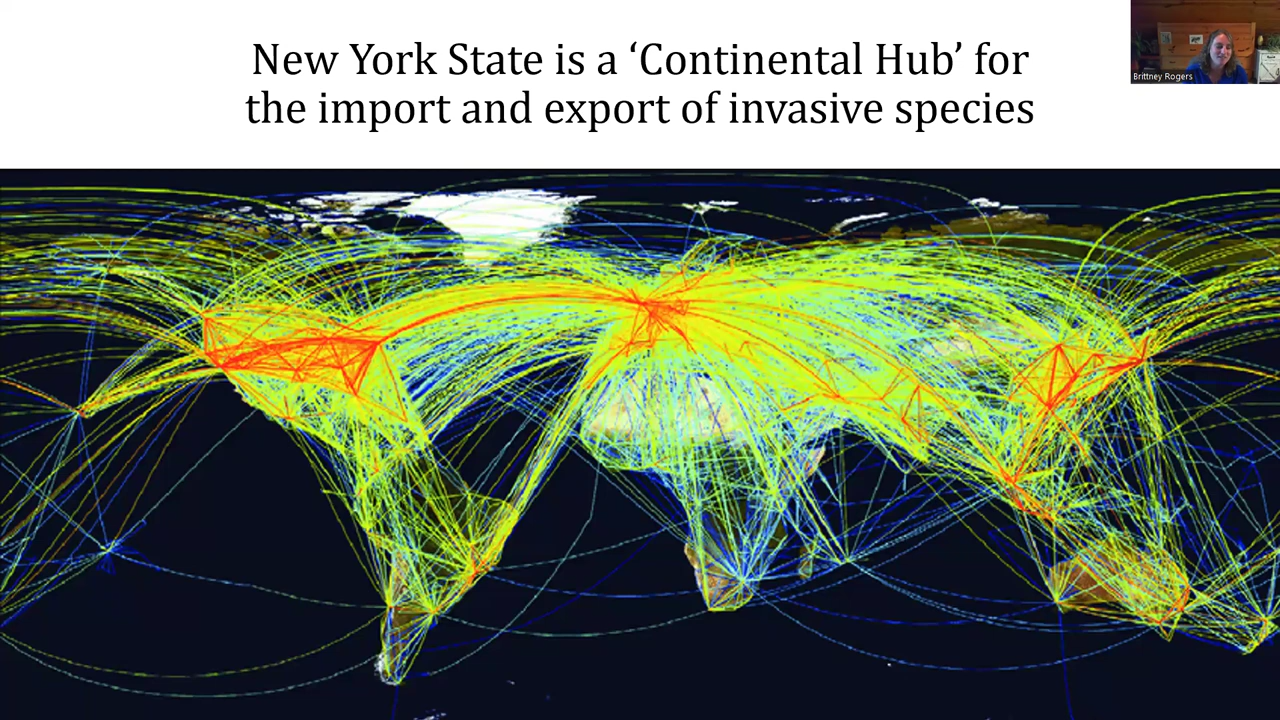 New York State is a ‘Continental Hub’ for
the import and export of invasive species
Brittney Rogers